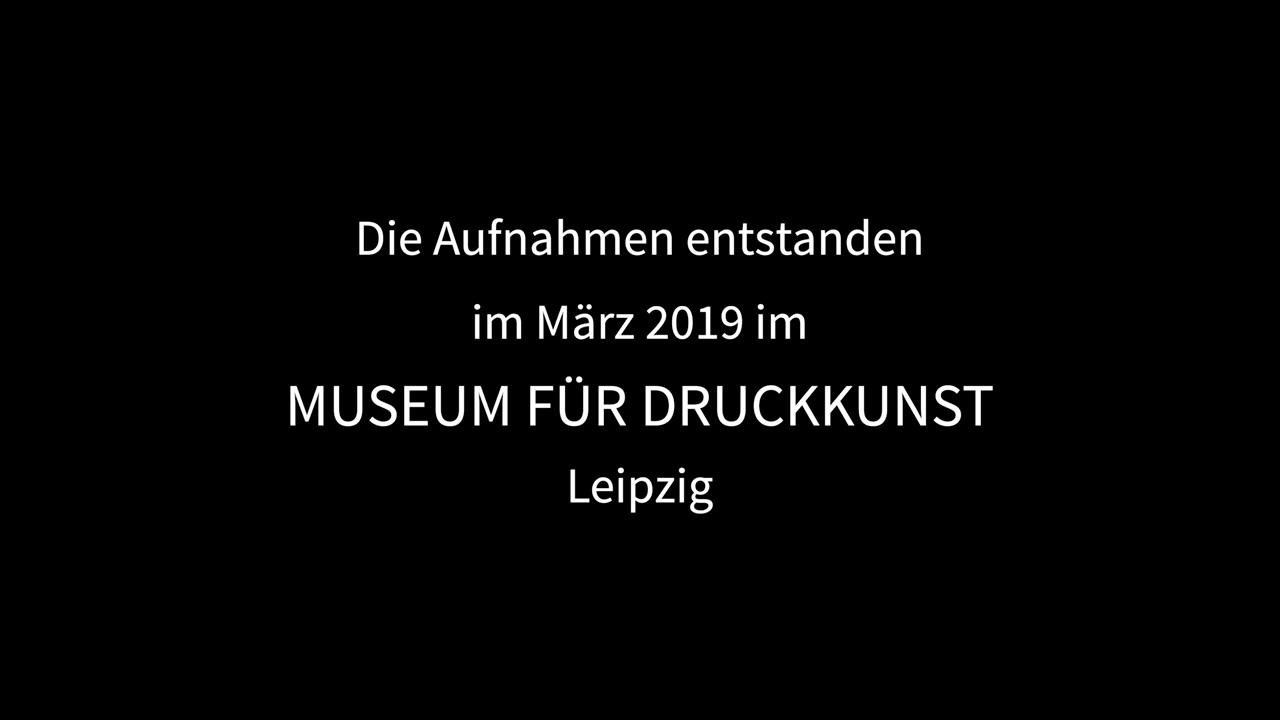 Die Aufnahmen entstanden
im März 2019 im
MUSEUM FÜR DRUCKKUNST
Leipzig